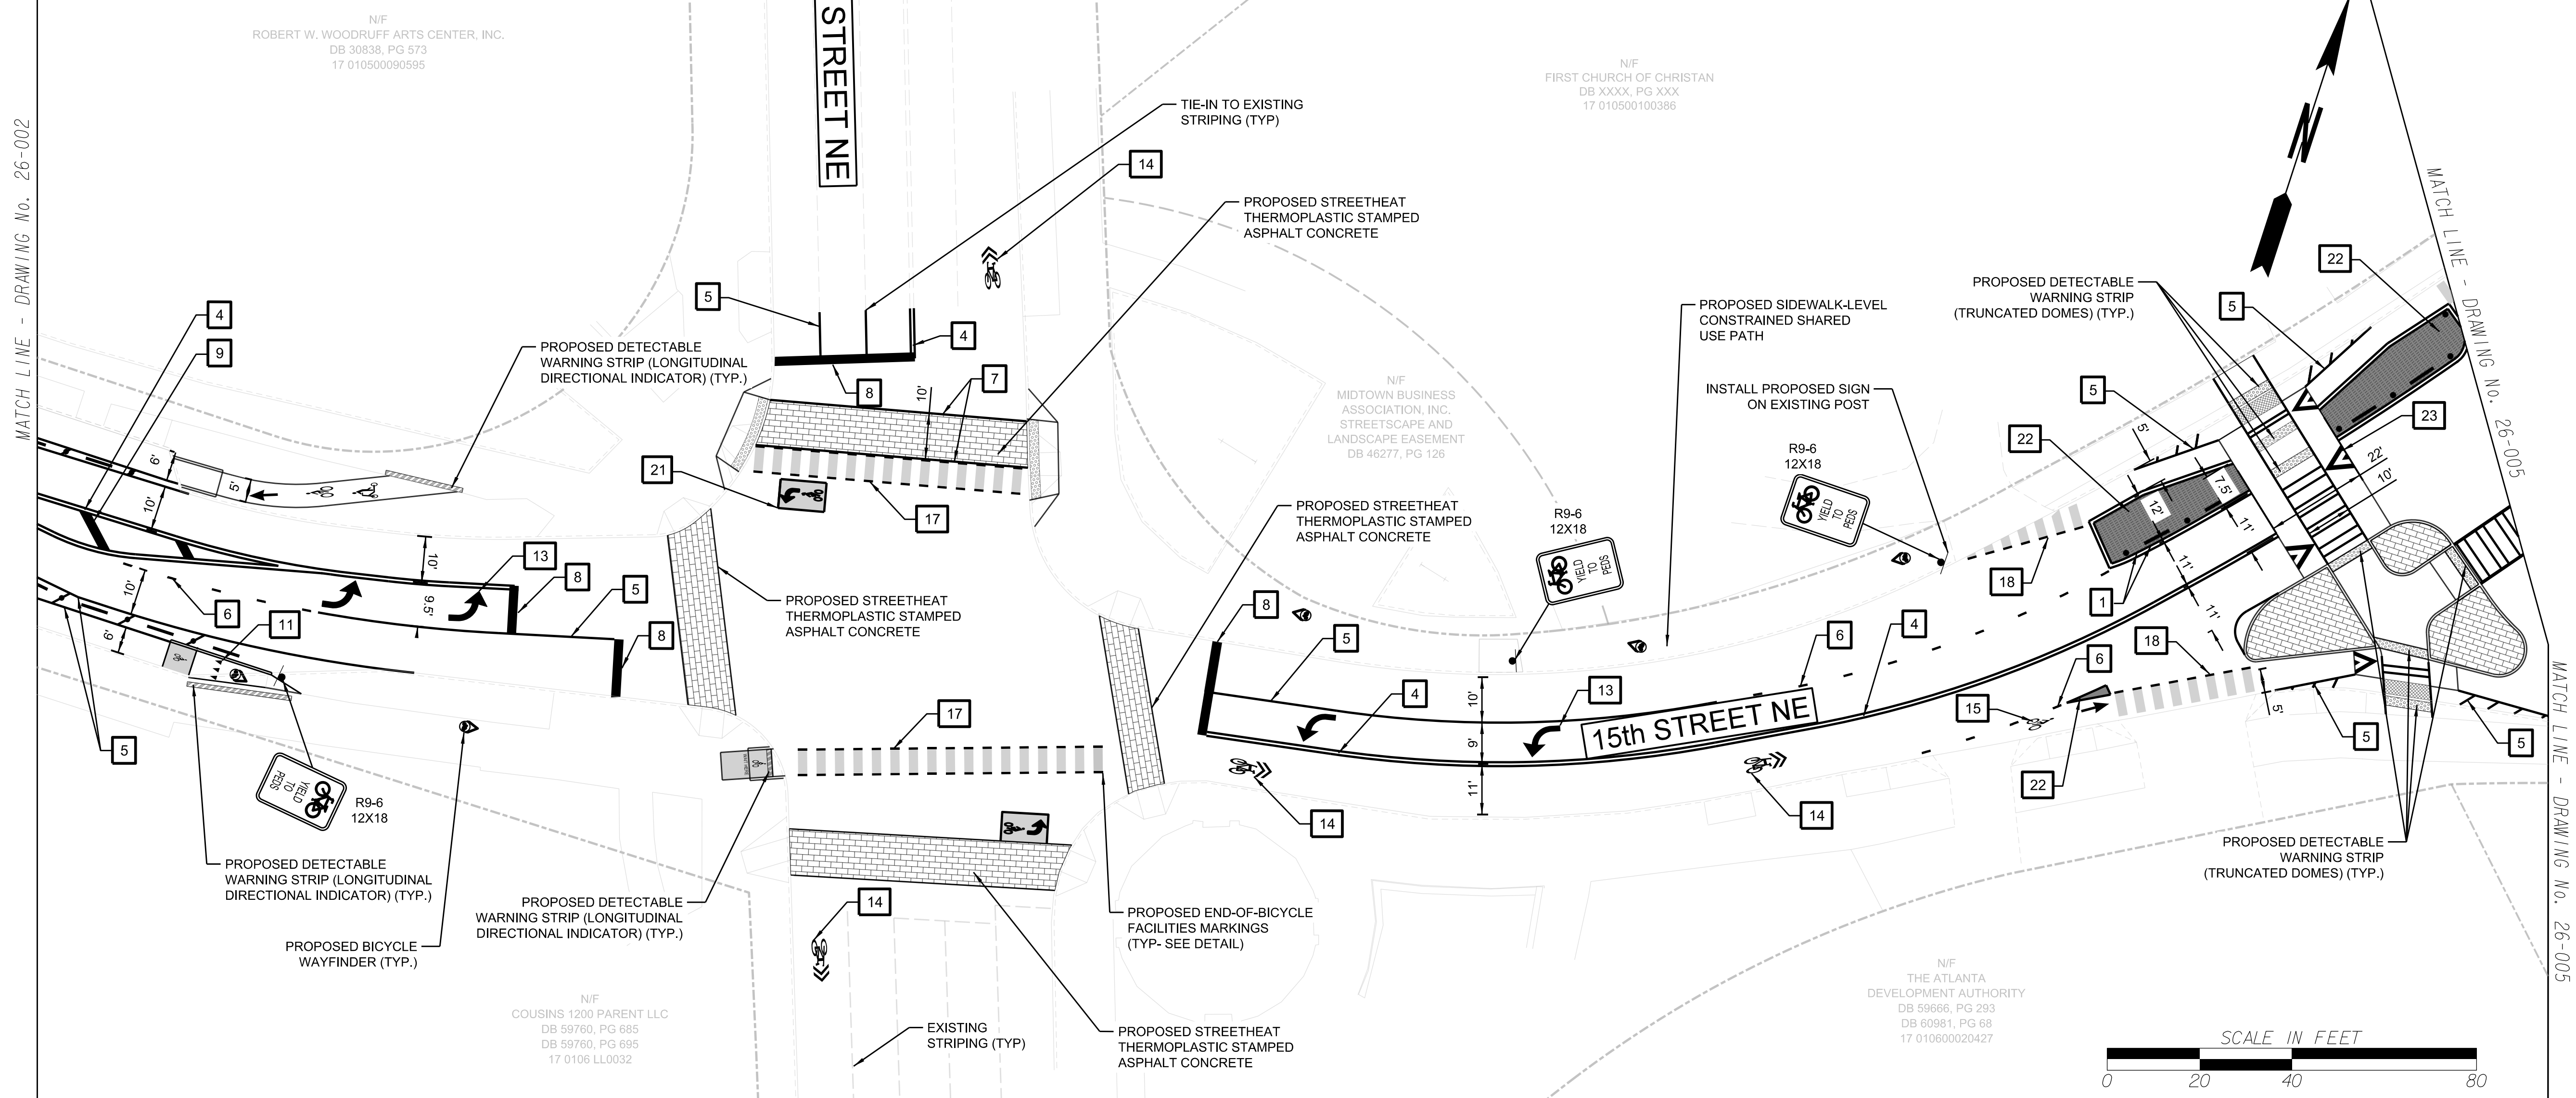 N/F
ROBERT W. WOODRUFF ARTS CENTER, INC.
DB 30838, PG 573
17 010500090595
STREET NE
N/F
FIRST CHURCH OF CHRISTAN
DB XXXX, PG XXX
17 010500100386
MATCH LINE - DRAWING No. 26-002
TIE-IN TO EXISTING
STRIPING (TYP)
14
PROPOSED STREETHEAT
THERMOPLASTIC STAMPED
ASPHALT CONCRETE
N
MATCH LINE - DRAWING No. 26-005
22
5
PROPOSED DETECTABLE
WARNING STRIP
(TRUNCATED DOMES) (TYP.)
5
4
9
5
4
PROPOSED DETECTABLE
WARNING STRIP (LONGITUDINAL
DIRECTIONAL INDICATOR) (TYP.)
8
7
10'
PROPOSED SIDEWALK-LEVEL
CONSTRAINED SHARED
USE PATH
N/F
MIDTOWN BUSINESS
ASSOCIATION, INC.
STREETSCAPE AND
LANDSCAPE EASEMENT
DB 46277, PG 126
INSTALL PROPOSED SIGN
ON EXISTING POST
5
23
22
5'
22'
10'
7.5'
12'
11'
11'
11'
R9-6
12X18
YIELD
TO
PEDS
R9-6
12X18
YIELD
TO
PEDS
6'
5'
10'
21
17
PROPOSED STREETHEAT
THERMOPLASTIC STAMPED
ASPHALT CONCRETE
10'
13
8
5
9.5'
10'
6
11
6'
8
PROPOSED STREETHEAT
THERMOPLASTIC STAMPED
ASPHALT CONCRETE
18
1
8
5
6
4
18
6
10'
4
13
9'
11'
15th STREET NE
15
22
5'
5
5
5
17
WAIT HERE
14
14
R9-6
12X18
YIELD
TO
PEDS
PROPOSED DETECTABLE
WARNING STRIP (LONGITUDINAL
DIRECTIONAL INDICATOR) (TYP.)
PROPOSED DETECTABLE
WARNING STRIP (LONGITUDINAL
DIRECTIONAL INDICATOR) (TYP.)
14
PROPOSED END-OF-BICYCLE
FACILITIES MARKINGS
(TYP- SEE DETAIL)
PROPOSED DETECTABLE
WARNING STRIP
(TRUNCATED DOMES) (TYP.)
MATCH LINE - DRAWING No. 26-005
PROPOSED BICYCLE
WAYFINDER (TYP.)
N/F
COUSINS 1200 PARENT LLC
DB 59760, PG 685
DB 59760, PG 695
17 0106 LL0032
EXISTING
STRIPING (TYP)
PROPOSED STREETHEAT
THERMOPLASTIC STAMPED
ASPHALT CONCRETE
N/F
THE ATLANTA
DEVELOPMENT AUTHORITY
DB 59666, PG 293
DB 60981, PG 68
17 010600020427
SCALE IN FEET
0 20 40 80